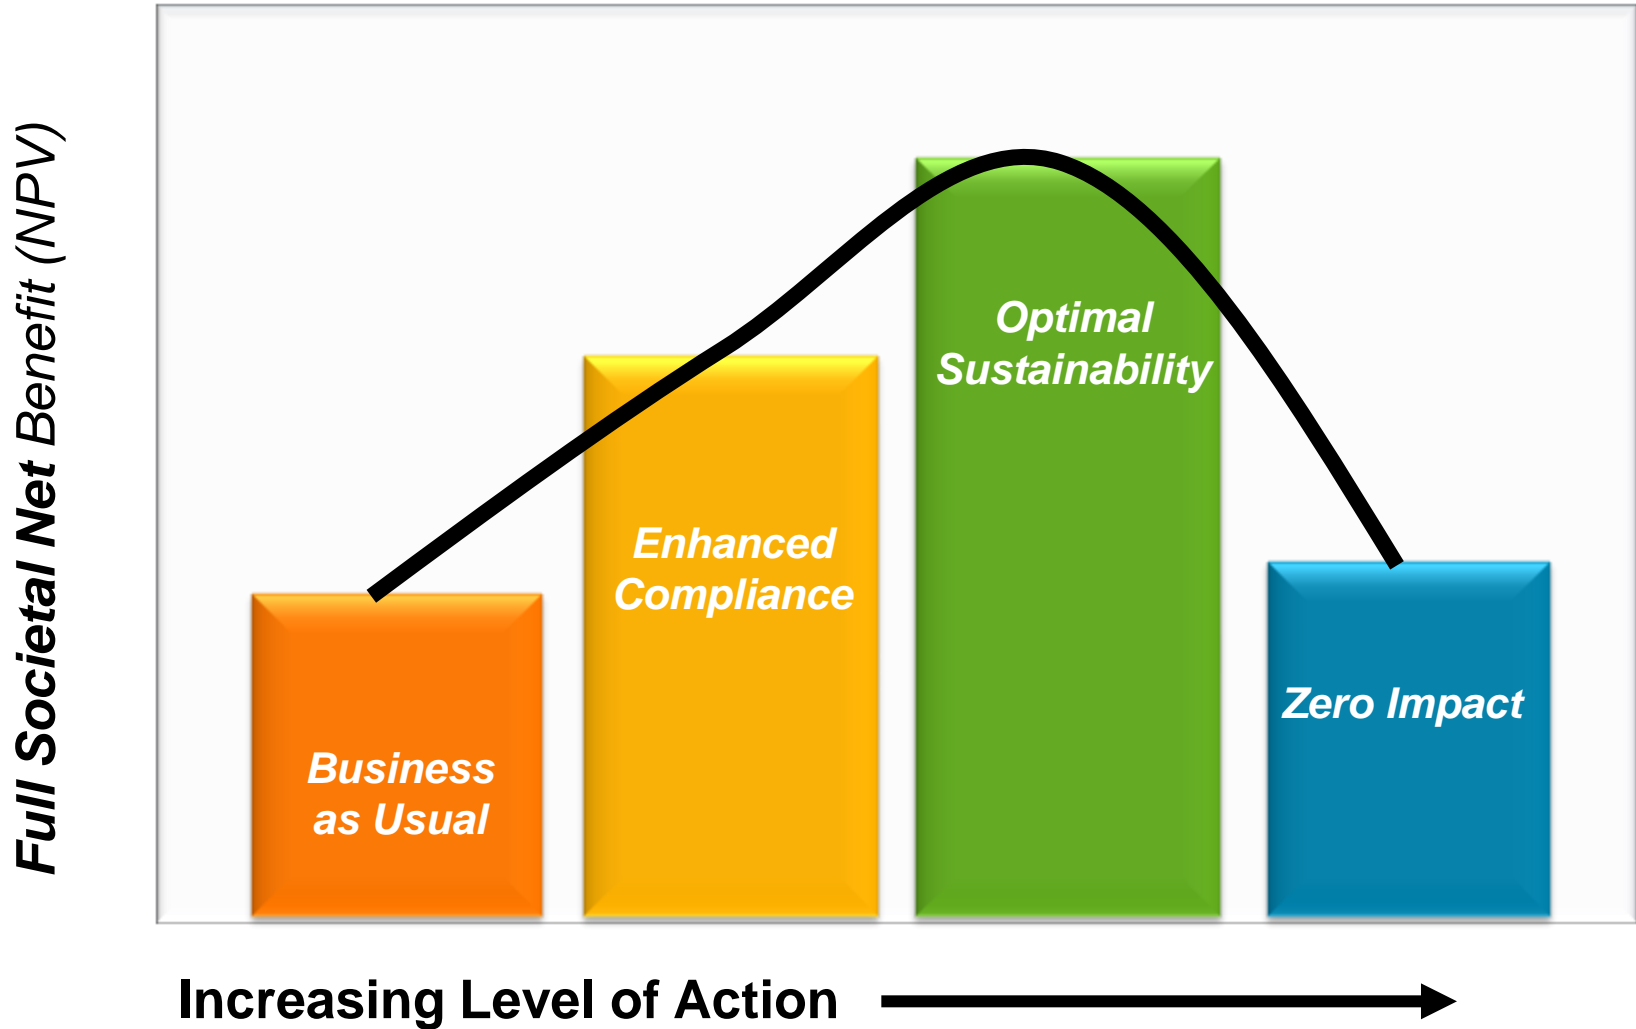 Full Societal Net Benefit (NPV)
Optimal
Sustainability
Enhanced
Compliance
Zero Impact
Business
as Usual
Increasing Level of Action